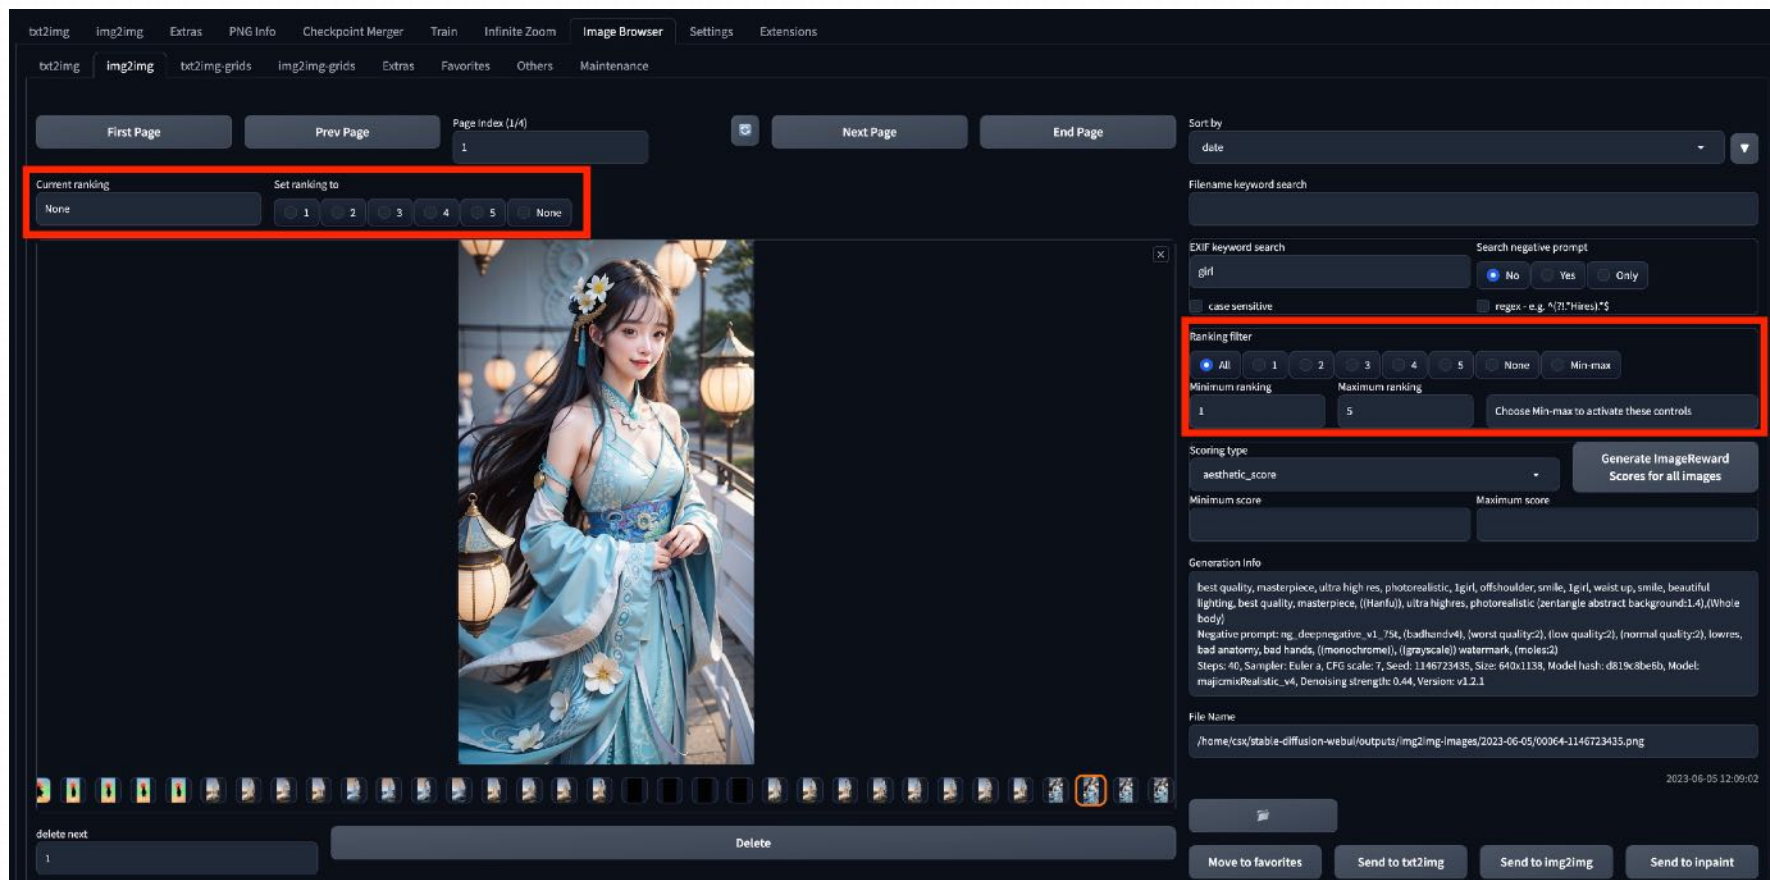 txt2img img2img Extras PNG Info Checkpoint Merger Train Infinite Zoom Image Browser Settings Extensions
txt2img img2img txt2img-grids img2img-grids Extras Favorites Others Maintenance
First Page
Prev Page
Page Index (1/4)
1
Next Page
End Page
Current ranking
None
Set ranking to
1 2 3 4 5 None
delete next
1
Delete
Sort by
date
Filename keyword search
EXIF keyword search
girl
Search negative prompt
No Yes Only
case sensitive
regex - e.g. ^(?!.*Hires).*$
Ranking filter
All 1 2 3 4 5 None Min-max
Minimum ranking
1
Maximum ranking
5
Choose Min-max to activate these controls
Scoring type
aesthetic_score
Generate ImageReward
Scores for all images
Minimum score
Maximum score
Generation Info
best quality, masterpiece, ultra high res, photorealistic, 1girl, offshoulder, smile, 1girl, waist up, smile, beautiful
lighting, best quality, masterpiece, ((Hanfu)), ultra highres, photorealistic (zentangle abstract background:1.4),(Whole
body)
Negative prompt: ng_deepnegative_v1_75t, (badhandv4), (worst quality:2), (low quality:2), (normal quality:2), lowres,
bad anatomy, bad hands, ((monochrome)), ((grayscale)) watermark, (moles:2)
Steps: 40, Sampler: Euler a, CFG scale: 7, Seed: 1146723435, Size: 640x1138, Model hash: d819c8be6b, Model:
majicmixRealistic_v4, Denoising strength: 0.44, Version: v1.2.1
File Name
/home/csx/stable-diffusion-webui/outputs/img2img-images/2023-06-05/00064-1146723435.png
2023-06-05 12:09:02
Move to favorites
Send to txt2img
Send to img2img
Send to inpaint